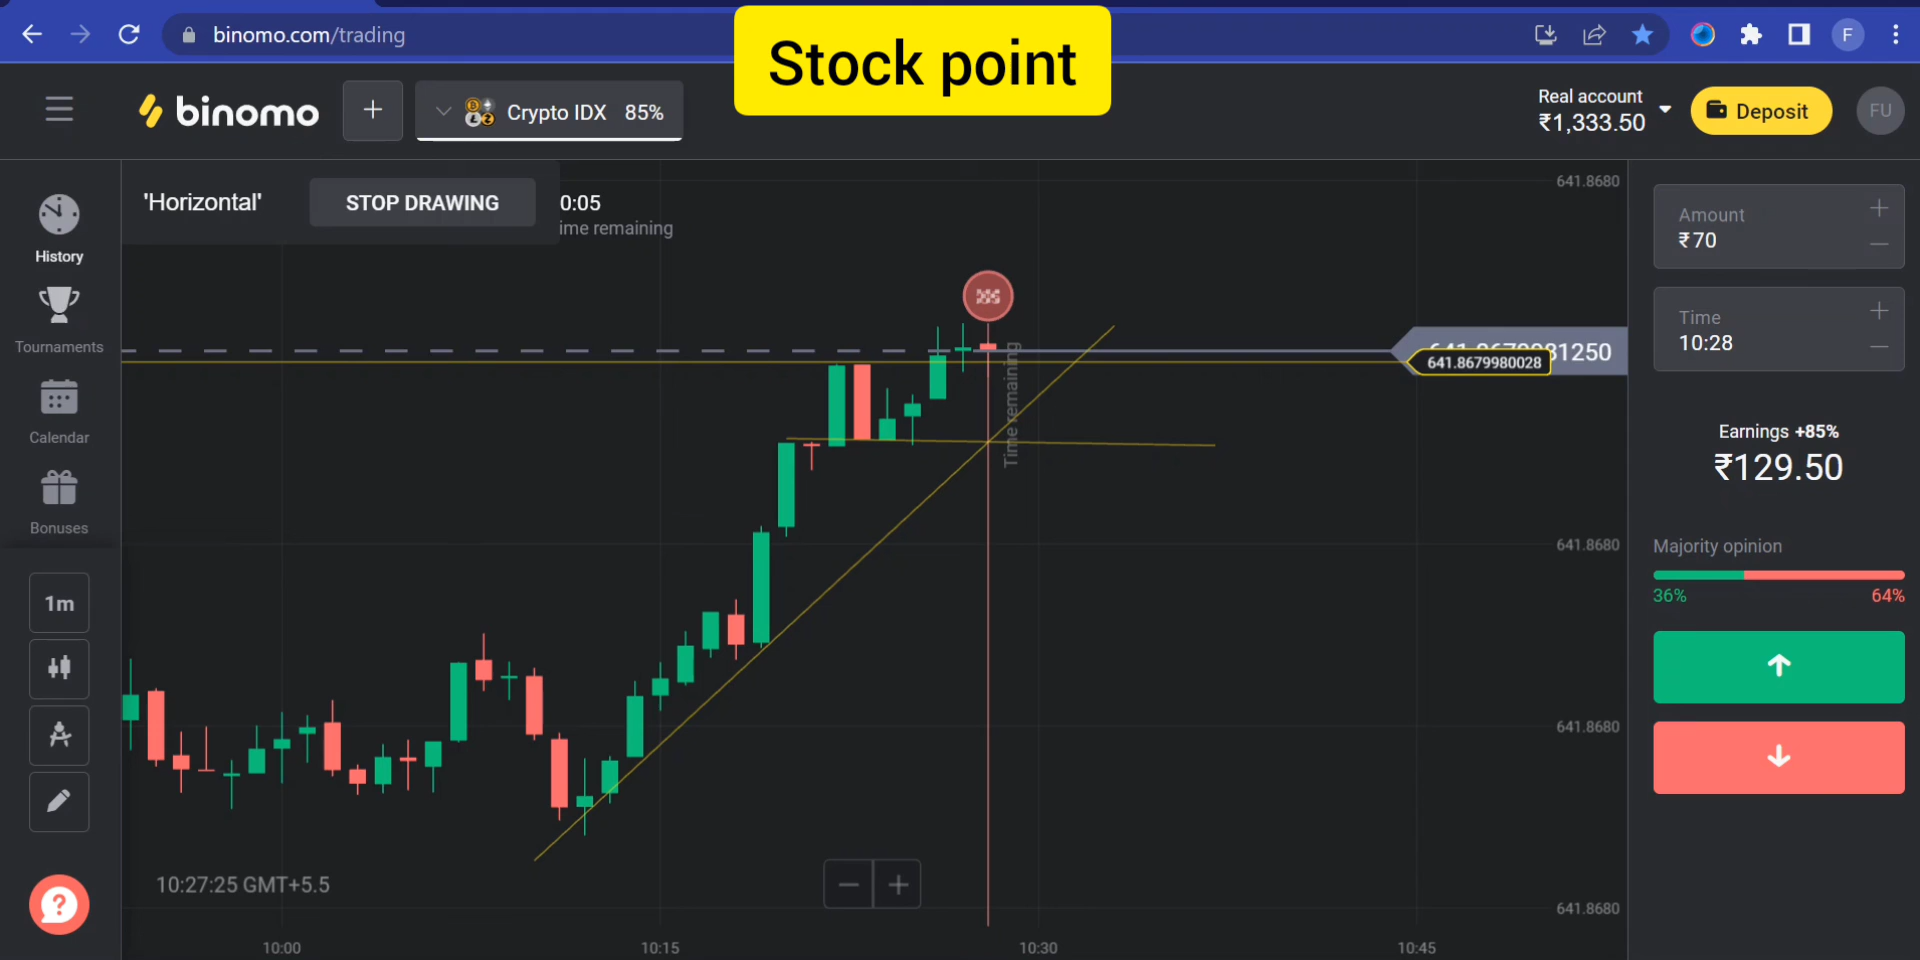 binomo.com/trading
Stock point
F
binomo
+
Crypto IDX 85%
Real account
₹1,333.50
Deposit
FU
'Horizontal'
STOP DRAWING
0:05
ime remaining
641.8680
History
Tournaments
Calendar
Bonuses
1m
Amount
₹70
Time
10:28
Earnings +85%
₹129.50
Majority opinion
36%
64%
Time remaining
81250
641.8679980028
641.8680
641.8680
641.8680
10:27:25 GMT+5.5
10:00
10:15
10:30
10:45